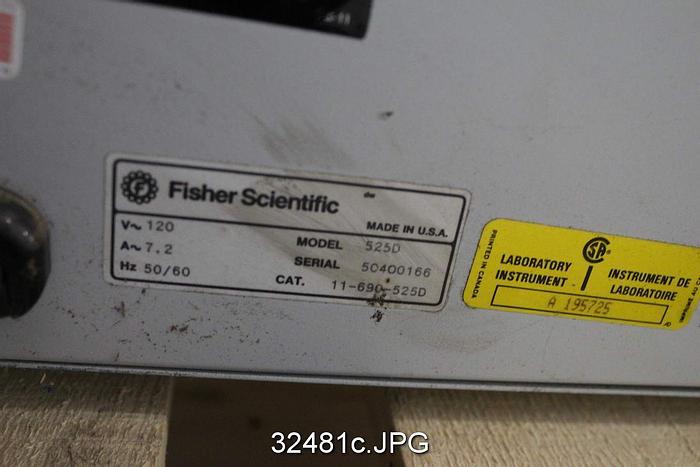 Fisher Scientific
MADE IN U.S.A.
V~ 120
A~ 7.2
Hz 50/60
MODEL 525D
SERIAL 50400166
CAT. 11-690-525D
PRINTED IN CANADA
LABORATORY
INSTRUMENT
INSTRUMENT DE
LABORATOIRE
A 195725
32481c.JPG